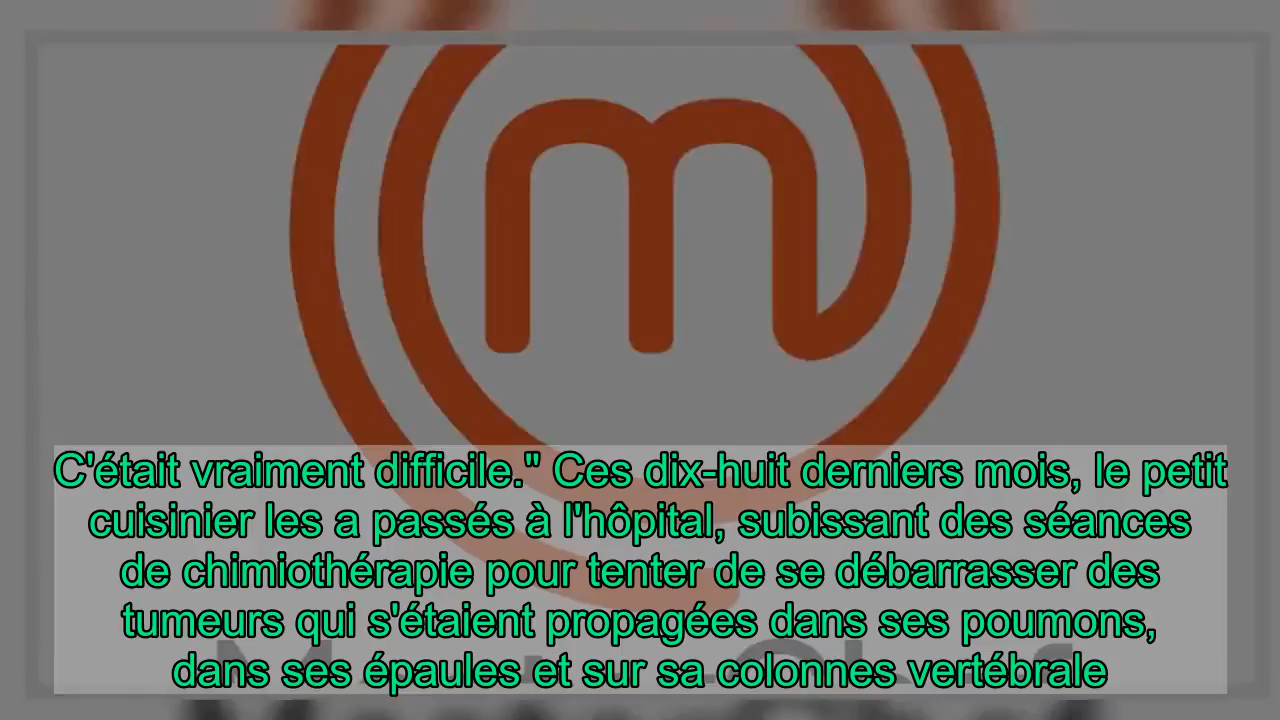 m
C'était vraiment difficile." Ces dix-huit derniers mois, le petit
cuisinier les a passés à l'hôpital, subissant des séances
de chimiothérapie pour tenter de se débarrasser des
tumeurs qui s'étaient propagées dans ses poumons,
dans ses épaules et sur sa colonnes vertébrale